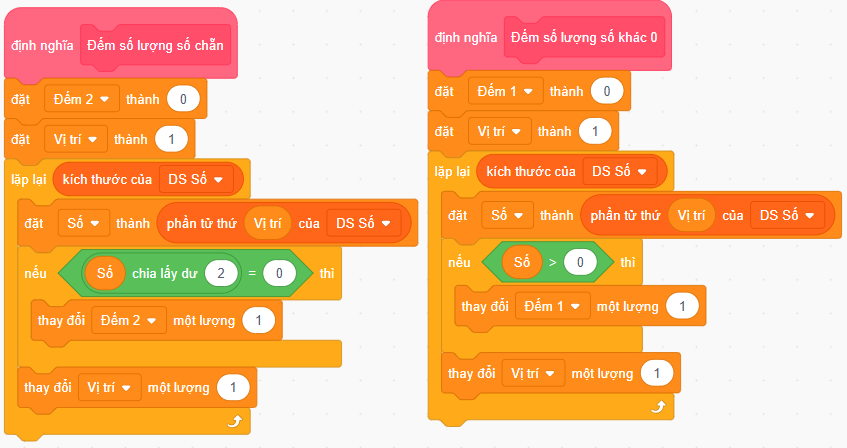 định nghĩa Đếm số lượng số chẵn
đặt Đếm 2 thành 0
đặt Vị trí thành 1
lặp lại kích thước của DS Số
đặt Số thành phần tử thứ Vị trí của DS Số
nếu Số chia lấy dư 2 = 0 thì
thay đổi Đếm 2 một lượng 1
thay đổi Vị trí một lượng 1
định nghĩa Đếm số lượng số khác 0
đặt Đếm 1 thành 0
đặt Vị trí thành 1
lặp lại kích thước của DS Số
đặt Số thành phần tử thứ Vị trí của DS Số
nếu Số > 0 thì
thay đổi Đếm 1 một lượng 1
thay đổi Vị trí một lượng 1